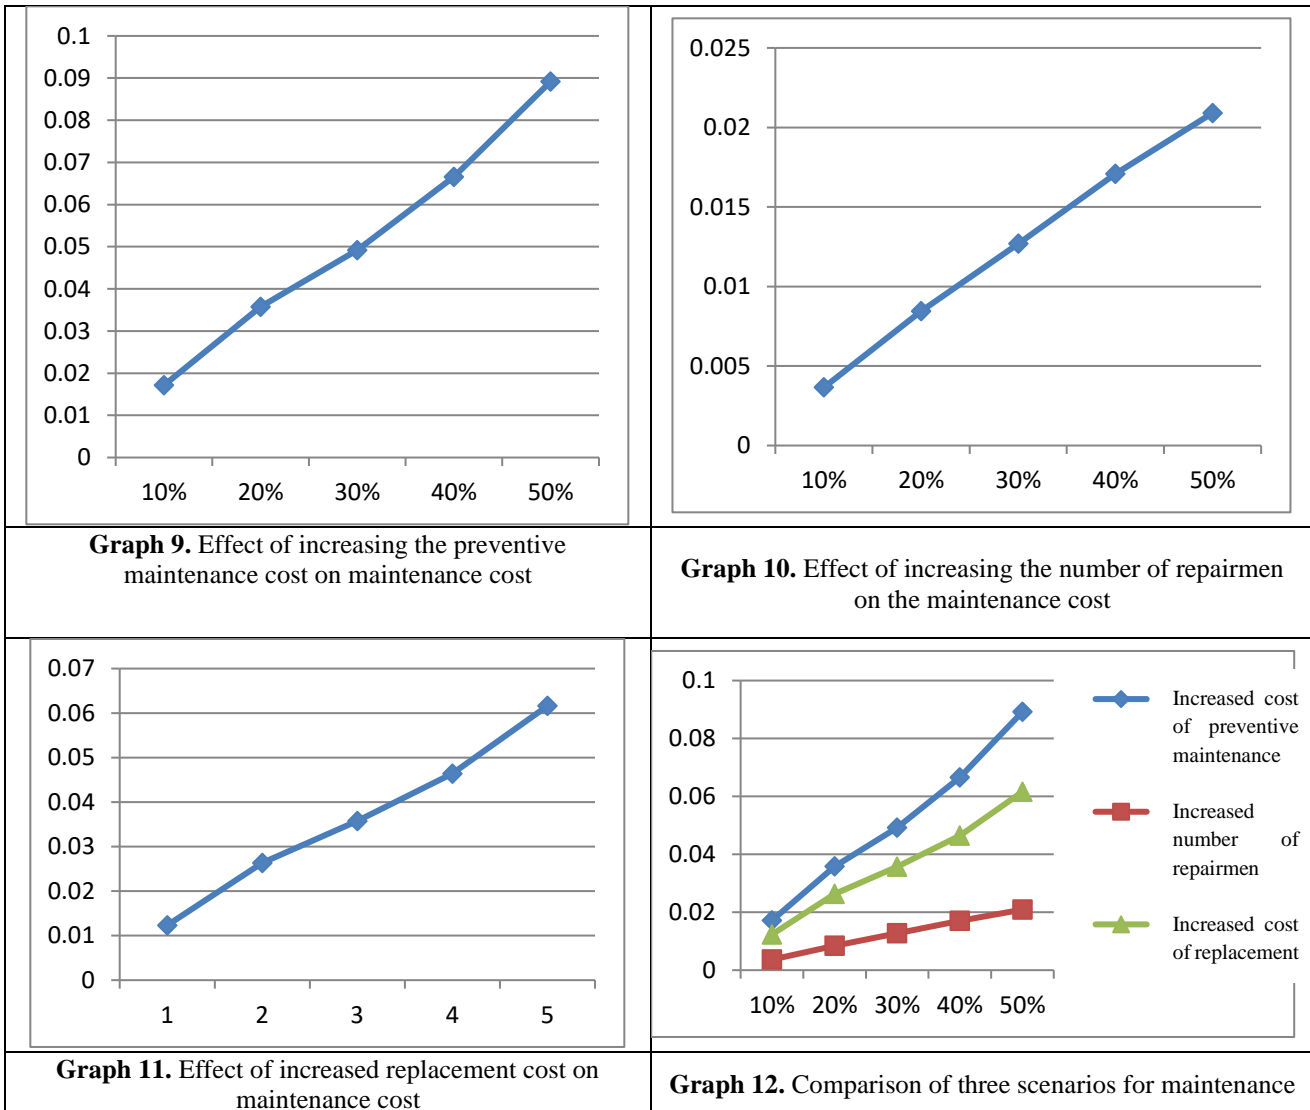 0.1
0.09
0.08
0.07
0.06
0.05
0.04
0.03
0.02
0.01
0
10% 20% 30% 40% 50%
Graph 9. Effect of increasing the preventive
maintenance cost on maintenance cost
0.025
0.02
0.015
0.01
0.005
0
10% 20% 30% 40% 50%
Graph 10. Effect of increasing the number of repairmen
on the maintenance cost
0.07
0.06
0.05
0.04
0.03
0.02
0.01
0
1 2 3 4 5
Graph 11. Effect of increased replacement cost on
maintenance cost
0.1
0.08
0.06
0.04
0.02
0
10% 20% 30% 40% 50%
Increased cost
of preventive
maintenance
Increased
number of
repairmen
Increased cost
of replacement
Graph 12. Comparison of three scenarios for maintenance